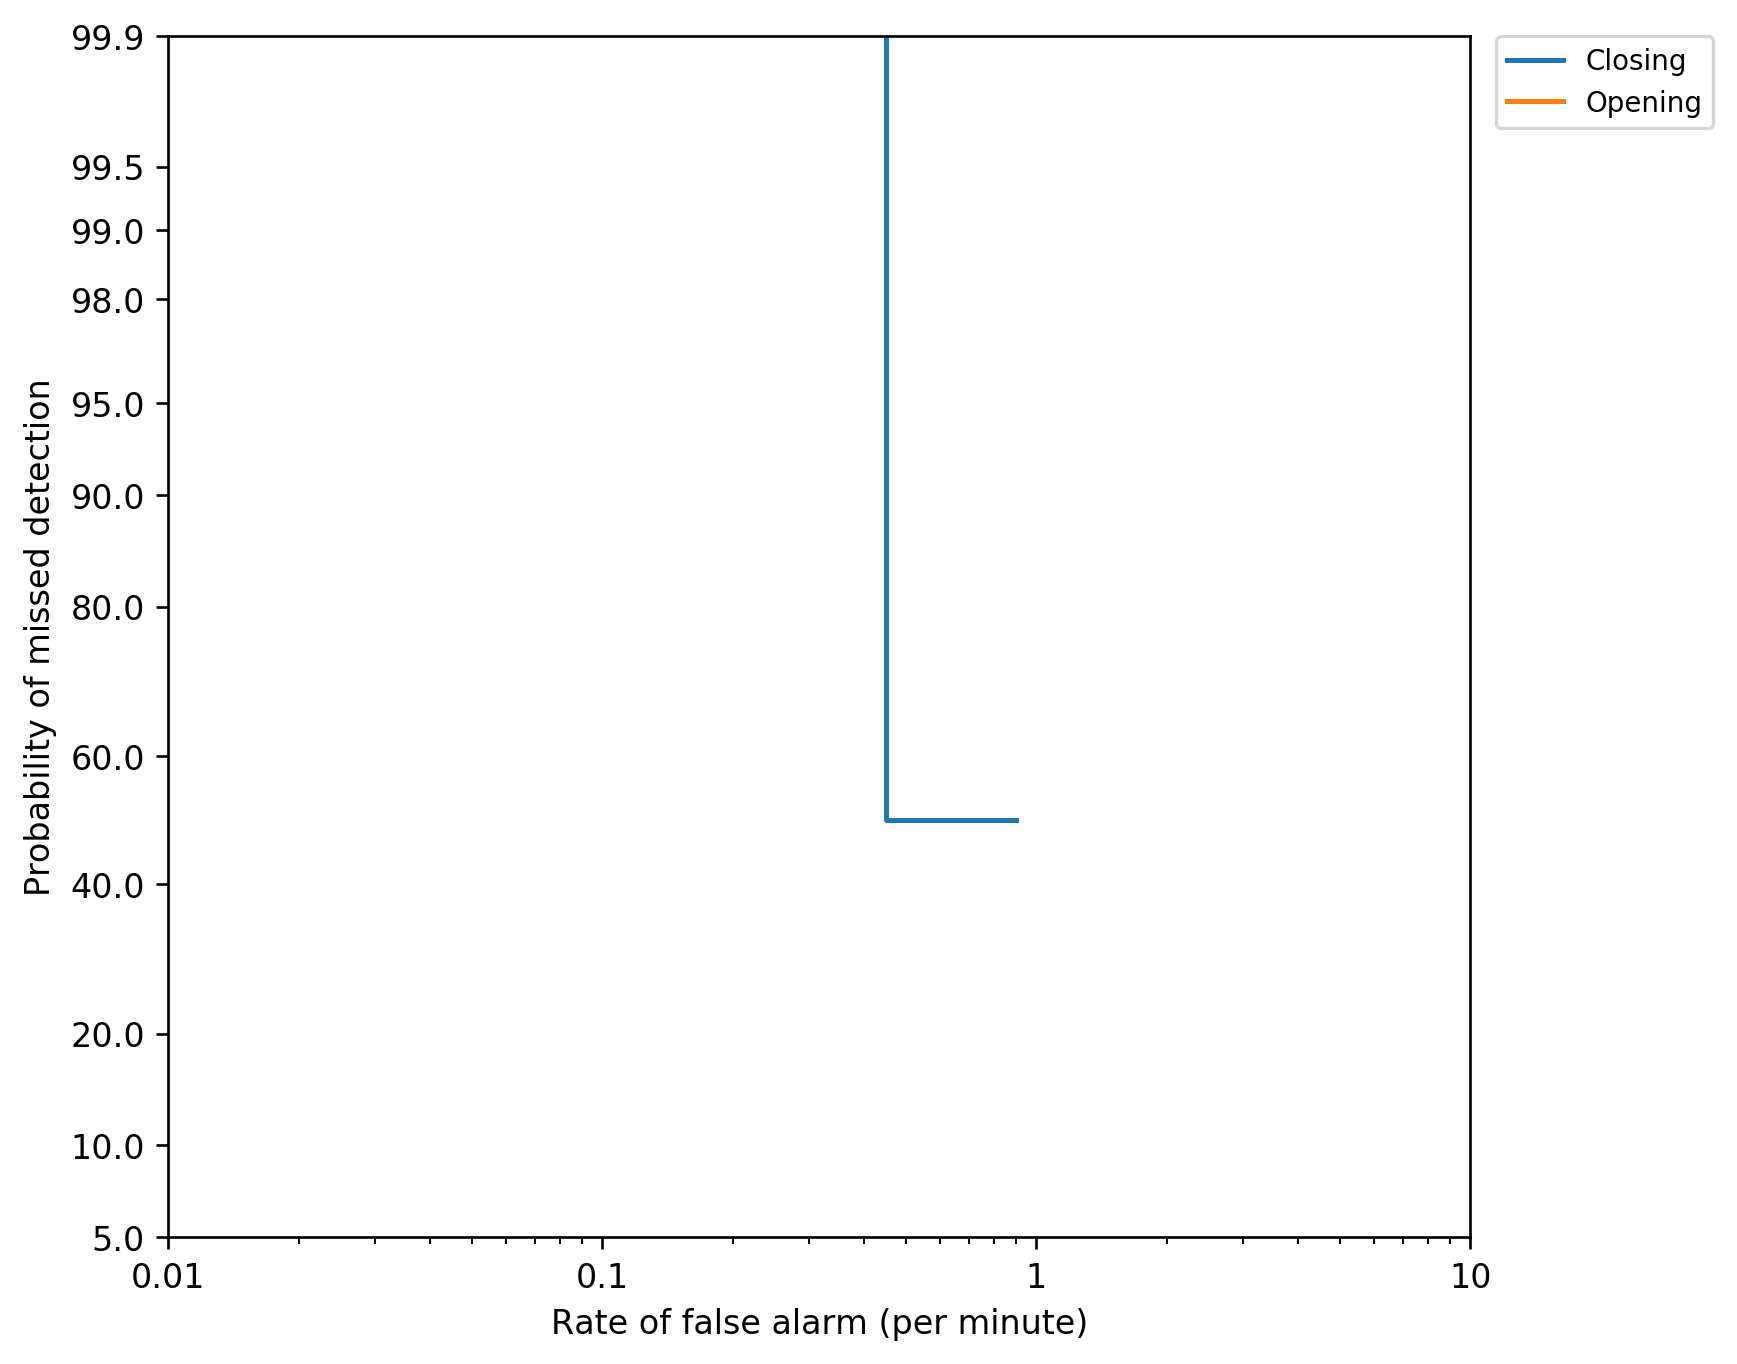 99.9
99.5
99.0
98.0
95.0
90.0
80.0
60.0
40.0
20.0
10.0
5.0
Probability of missed detection
0.01 0.1 1 10
Rate of false alarm (per minute)
Closing
Opening